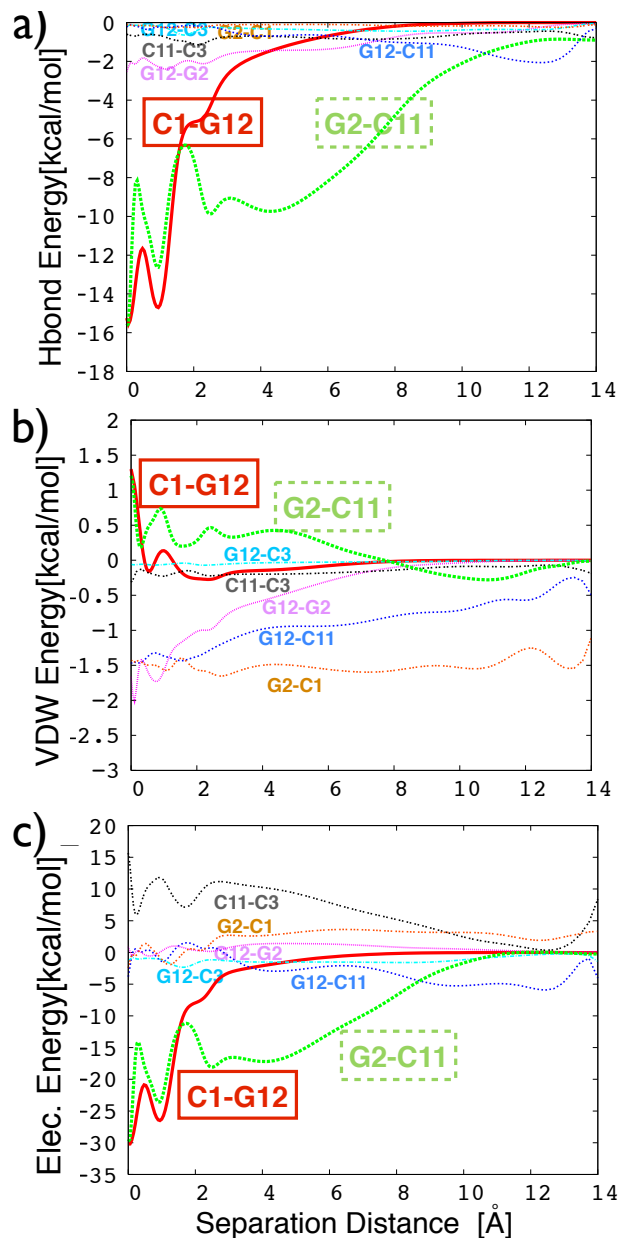 a)
Hbond Energy[kcal/mol]
0
-2
-4
-6
-8
-10
-12
-14
-16
-18
G12-C3
G2-C1
C11-C3
G12-G2
G12-C11
C1-G12
G2-C11
0 2 4 6 8 10 12 14
b)
VDW Energy[kcal/mol]
2
1.5
1
0.5
0
-0.5
-1
-1.5
-2
-2.5
-3
C1-G12
G2-C11
G12-C3
C11-C3
G12-G2
G12-C11
G2-C1
0 2 4 6 8 10 12 14
c)
Elec. Energy[kcal/mol]
20
15
10
5
0
-5
-10
-15
-20
-25
-30
-35
C11-C3
G2-C1
G12-G2
G12-C3
G12-C11
G2-C11
C1-G12
0 2 4 6 8 10 12 14
Separation Distance [Å]